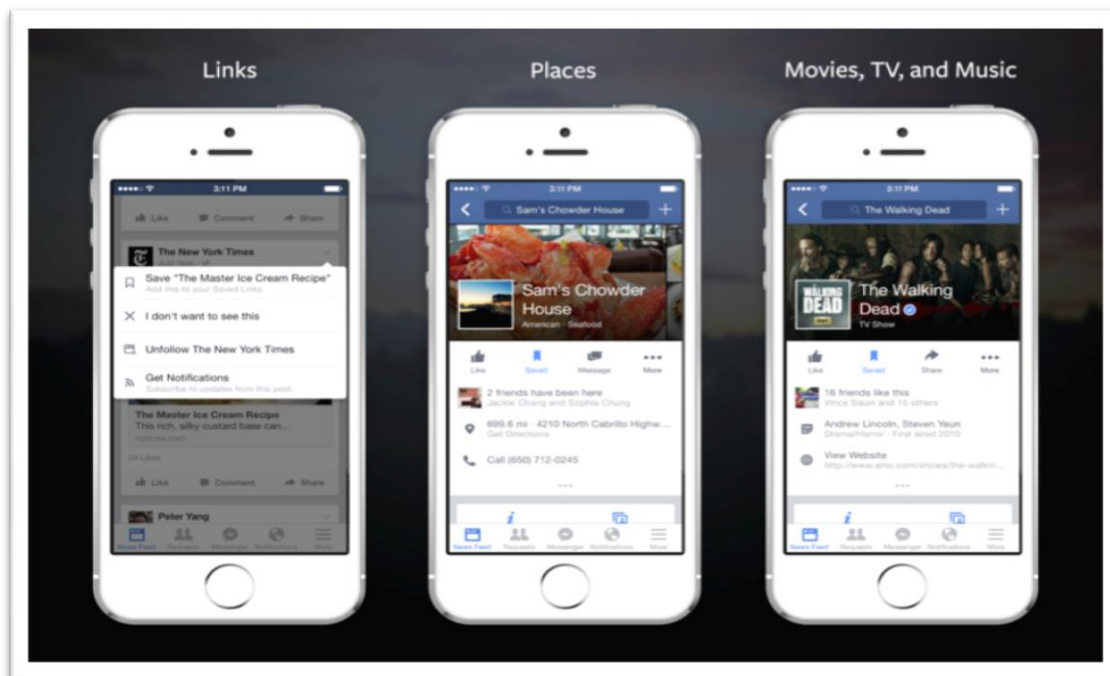 Links
3:11 PM
Like Comment Share
The New York Times
Just now
Save "The Master Ice Cream Recipe"
Add this to your Saved Links
I don't want to see this
Unfollow The New York Times
Get Notifications
Subscribe to updates from this post.
The Master Ice Cream Recipe
This rich, silky custard base can...
nytimes.com
Likes
Like Comment Share
Peter Yang
News Feed Requests Messenger Notifications More
Places
3:11 PM
Sam's Chowder House
Sam's Chowder
House
American · Seafood
Like Saved Message More
2 friends have been here
Jackie Chang and Sophia Chung
699.6 mi · 4210 North Cabrillo Highw...
Get Directions
Call (650) 712-0245
News Feed Requests Messenger Notifications More
Movies, TV, and Music
3:11 PM
The Walking Dead
WALKING
DEAD
The Walking
Dead
TV Show
Like Saved Share More
16 friends like this
Vince Sison and 15 others
Andrew Lincoln, Steven Yeun
Drama/Horror · First aired 2010
View Website
http://www.amc.com/shows/the-walkin...
News Feed Requests Messenger Notifications More